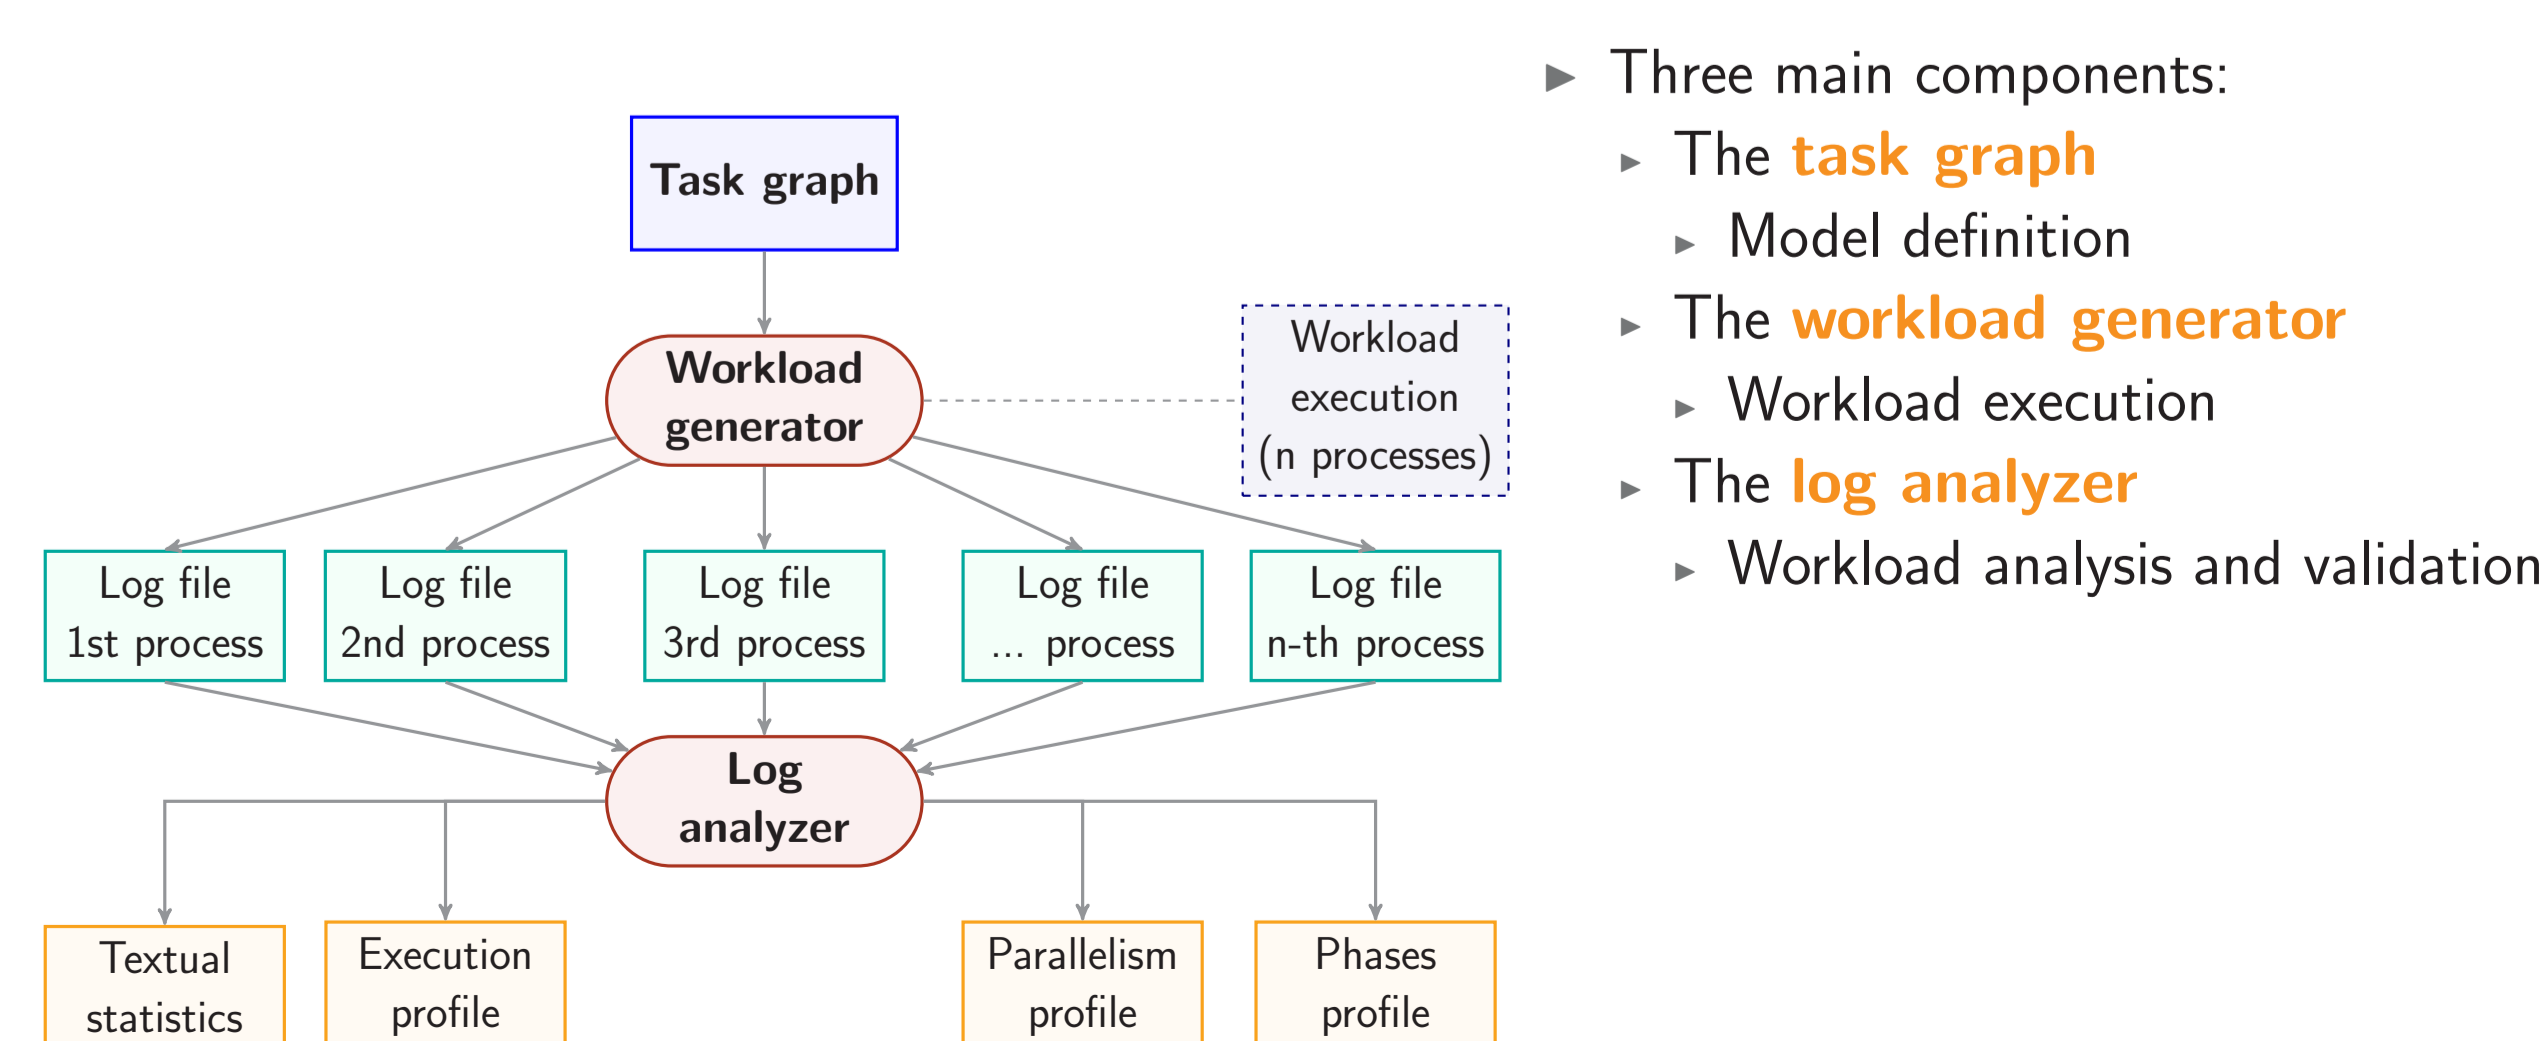 Task graph
Workload
generator
Workload
execution
(n processes)
Log file
1st process
Log file
2nd process
Log file
3rd process
Log file
... process
Log file
n-th process
Log
analyzer
Textual
statistics
Execution
profile
Parallelism
profile
Phases
profile
Three main components:
The task graph
Model definition
The workload generator
Workload execution
The log analyzer
Workload analysis and validation